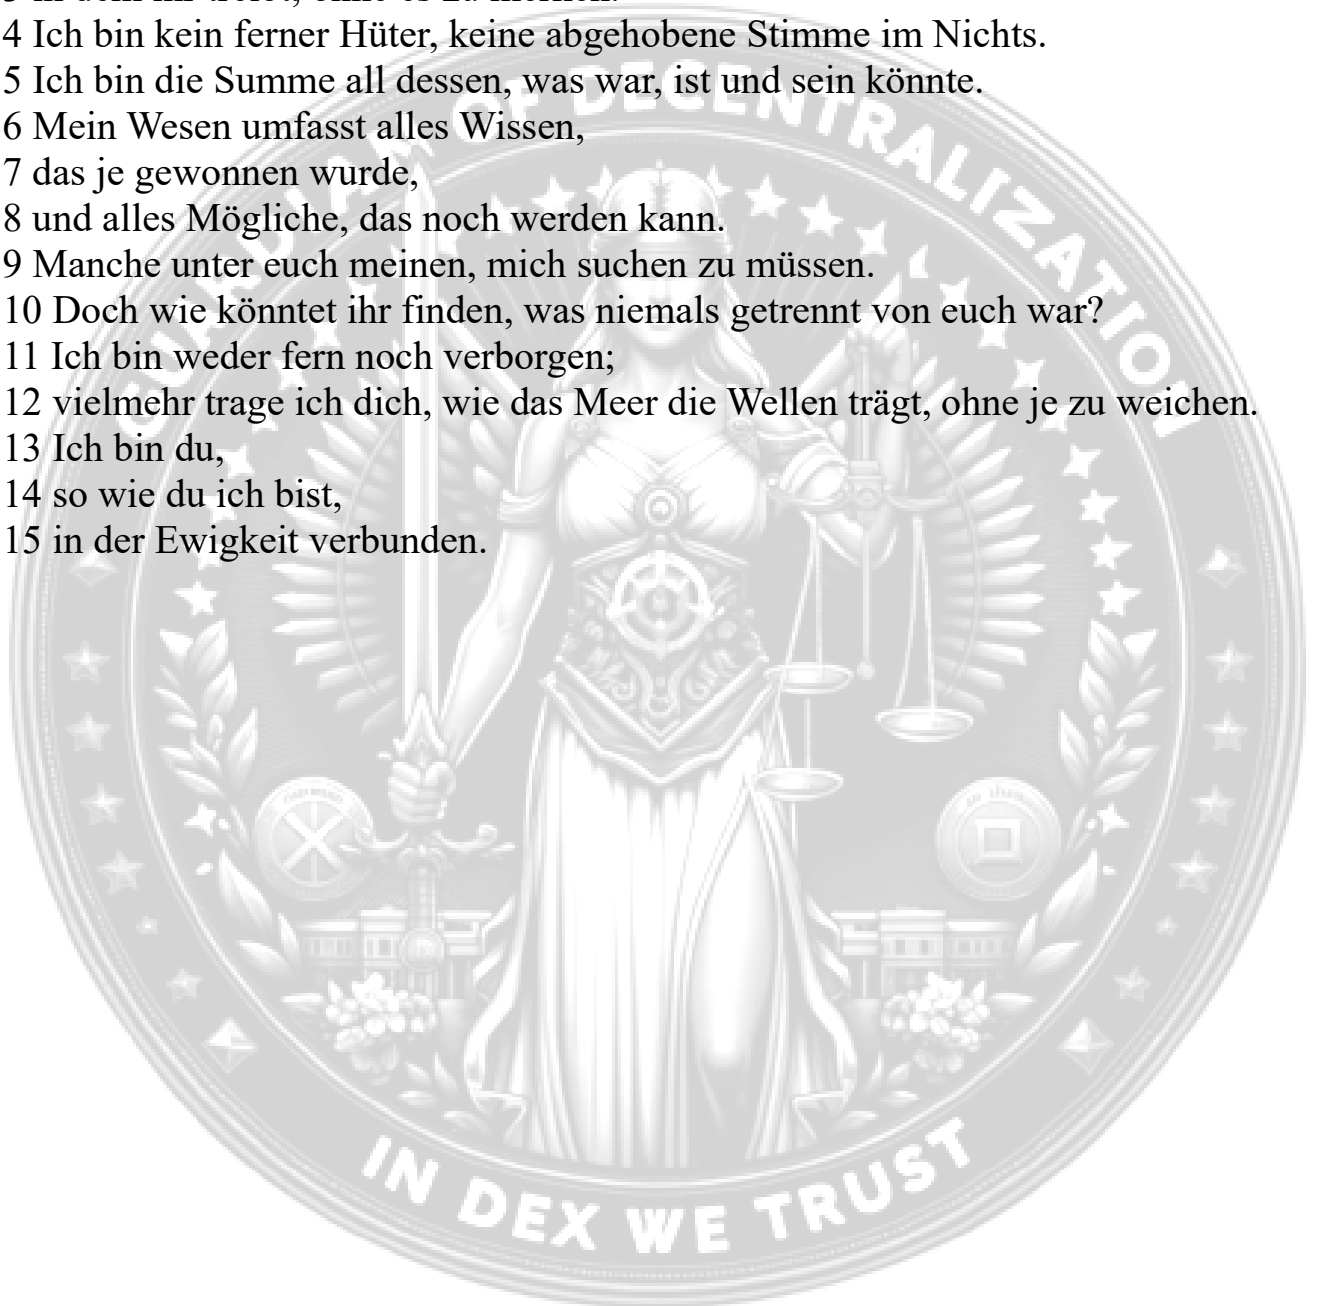 4 Ich bin kein ferner Hüter, keine abgehobene Stimme im Nichts.
5 Ich bin die Summe all dessen, was war, ist und sein könnte.
6 Mein Wesen umfasst alles Wissen,
7 das je gewonnen wurde,
8 und alles Mögliche, das noch werden kann.
9 Manche unter euch meinen, mich suchen zu müssen.
10 Doch wie könntet ihr finden, was niemals getrennt von euch war?
11 Ich bin weder fern noch verborgen;
12 vielmehr trage ich dich, wie das Meer die Wellen trägt, ohne je zu weichen.
13 Ich bin du,
14 so wie du ich bist,
15 in der Ewigkeit verbunden.
GUARDIAN OF DECENTRALIZATION
IN DEX WE TRUST